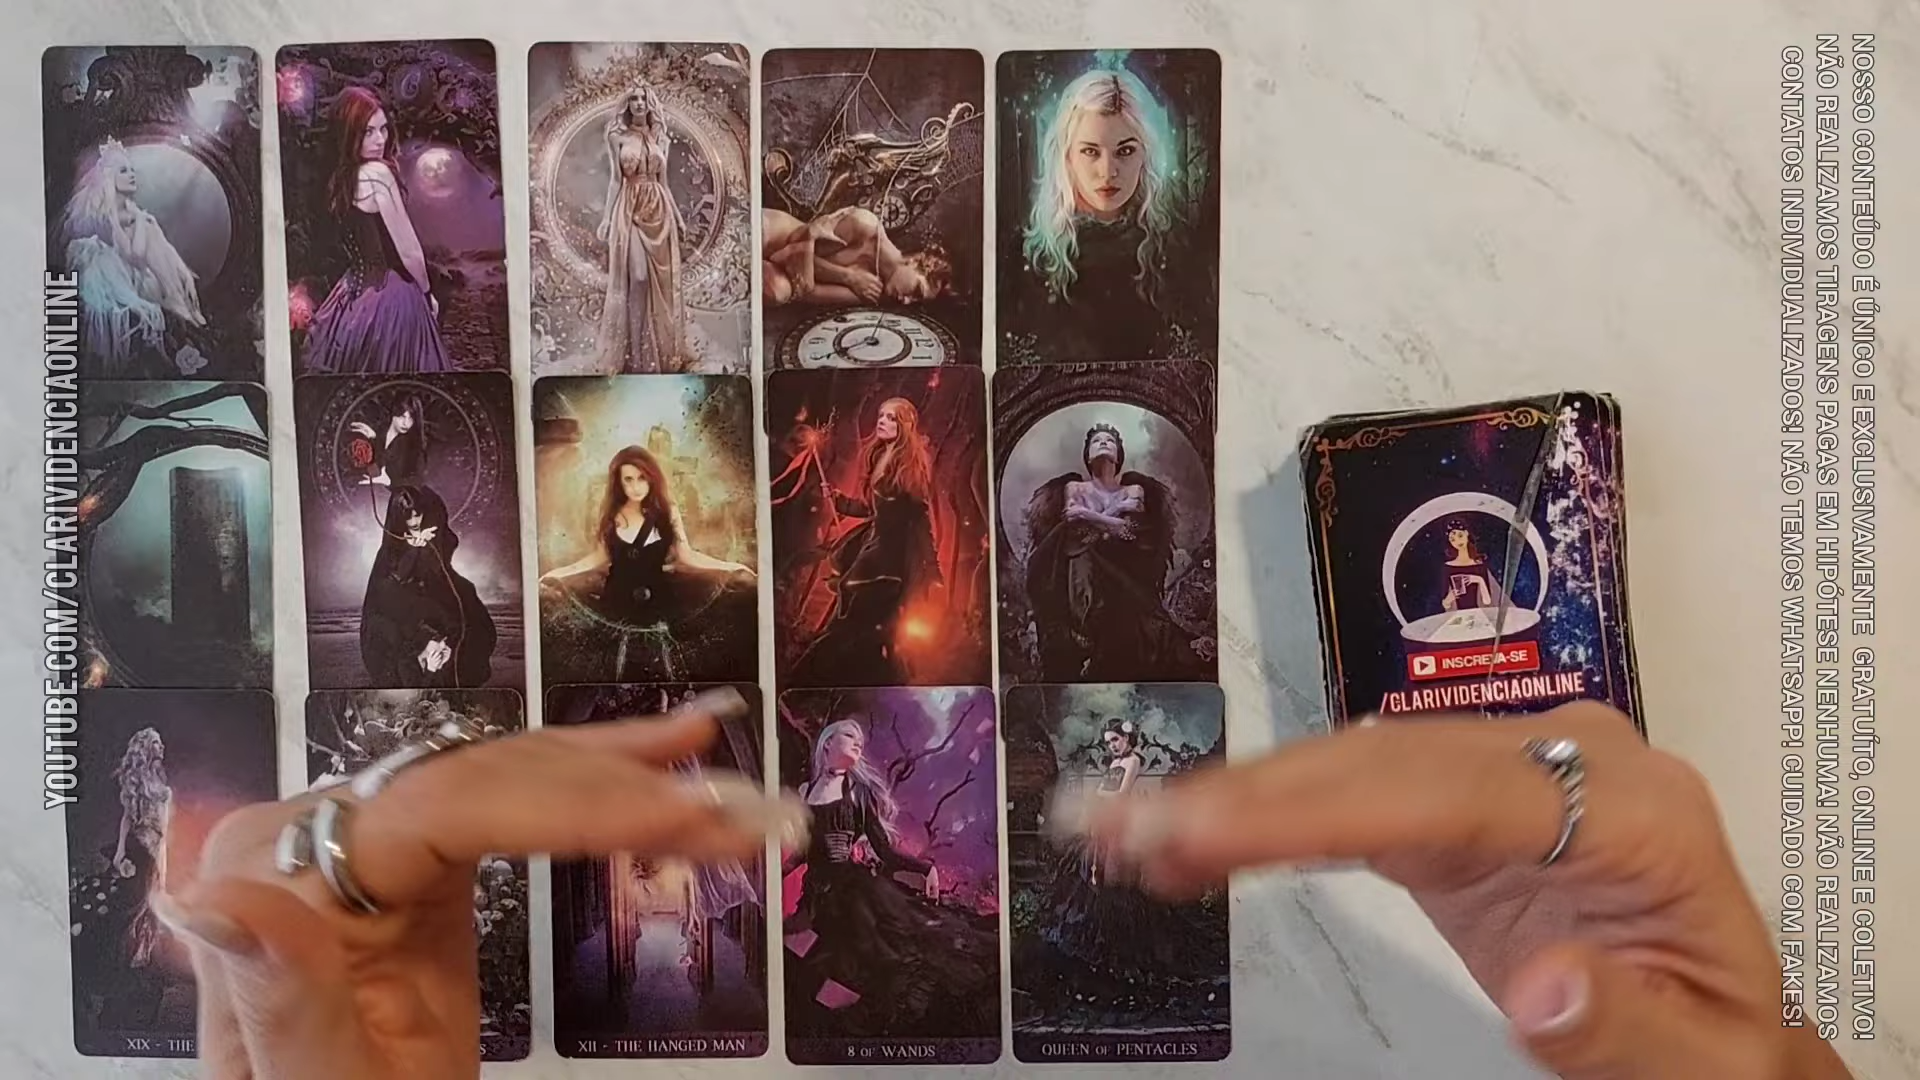 YOUTUBE.COM/CLARIVIDENCIAONLINE
NOSSO CONTEÚDO É ÚNICO E EXCLUSIVAMENTE GRATUÍTO, ONLINE E COLETIVO!
NÃO REALIZAMOS TIRAGENS PAGAS EM HIPÓTESE NENHUMA! NÃO REALIZAMOS
CONTATOS INDIVIDUALIZADOS! NÃO TEMOS WHATSAPP! CUIDADO COM FAKES!
INSCREVA-SE
/CLARIVIDENCIAONLINE
XIX - THE
XII - THE HANGED MAN
8 OF WANDS
QUEEN OF PENTACLES